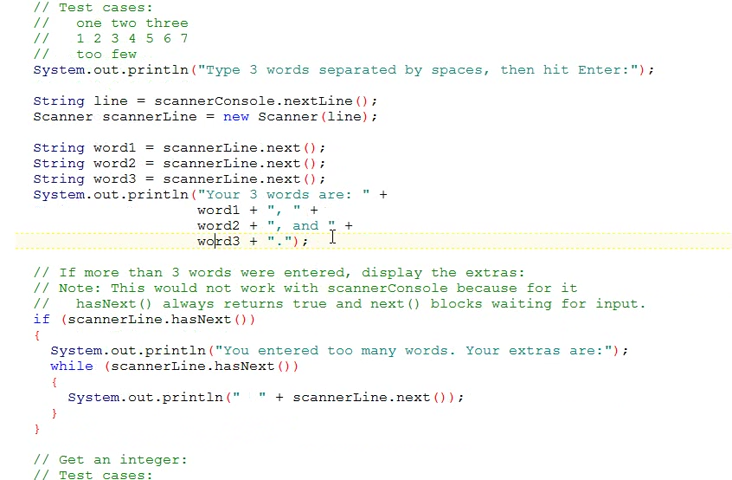 // Test cases:
//   one two three
//   1 2 3 4 5 6 7
//   too few
System.out.println("Type 3 words separated by spaces, then hit Enter:");
String line = scannerConsole.nextLine();
Scanner scannerLine = new Scanner(line);
String word1 = scannerLine.next();
String word2 = scannerLine.next();
String word3 = scannerLine.next();
System.out.println("Your 3 words are: " +
word1 + ", " +
word2 + ", and " +
word3 + ".");
// If more than 3 words were entered, display the extras:
// Note: This would not work with scannerConsole because for it
//   hasNext() always returns true and next() blocks waiting for input.
if (scannerLine.hasNext())
{
  System.out.println("You entered too many words. Your extras are:");
  while (scannerLine.hasNext())
  {
    System.out.println("  " + scannerLine.next());
  }
}
// Get an integer:
// Test cases: